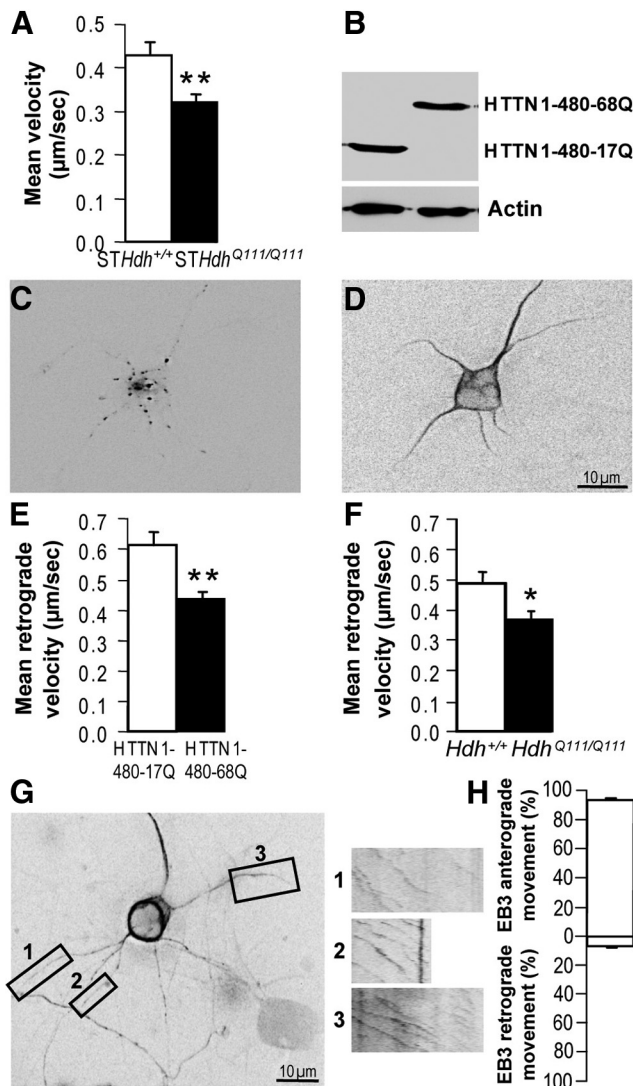 A
Mean velocity
(μm/sec)
0.5
0.4
0.3
0.2
0.1
0.0
**
STHdh+/+ STHdhQ111/Q111
B
HTTN1-480-68Q
HTTN1-480-17Q
Actin
C
D
10 μm
E
Mean retrograde
velocity (μm/sec)
0.7
0.6
0.5
0.4
0.3
0.2
0.1
0.0
**
HTTN1- HTTN1-
480-17Q 480-68Q
F
Mean retrograde
velocity (μm/sec)
0.7
0.6
0.5
0.4
0.3
0.2
0.1
0.0
*
Hdh+/+ HdhQ111/Q111
G
1
2
3
10 μm
1
2
3
H
EB3 anterograde
movement (%)
EB3 retrograde
movement (%)
100
80
60
40
20
0
20
40
60
80
100